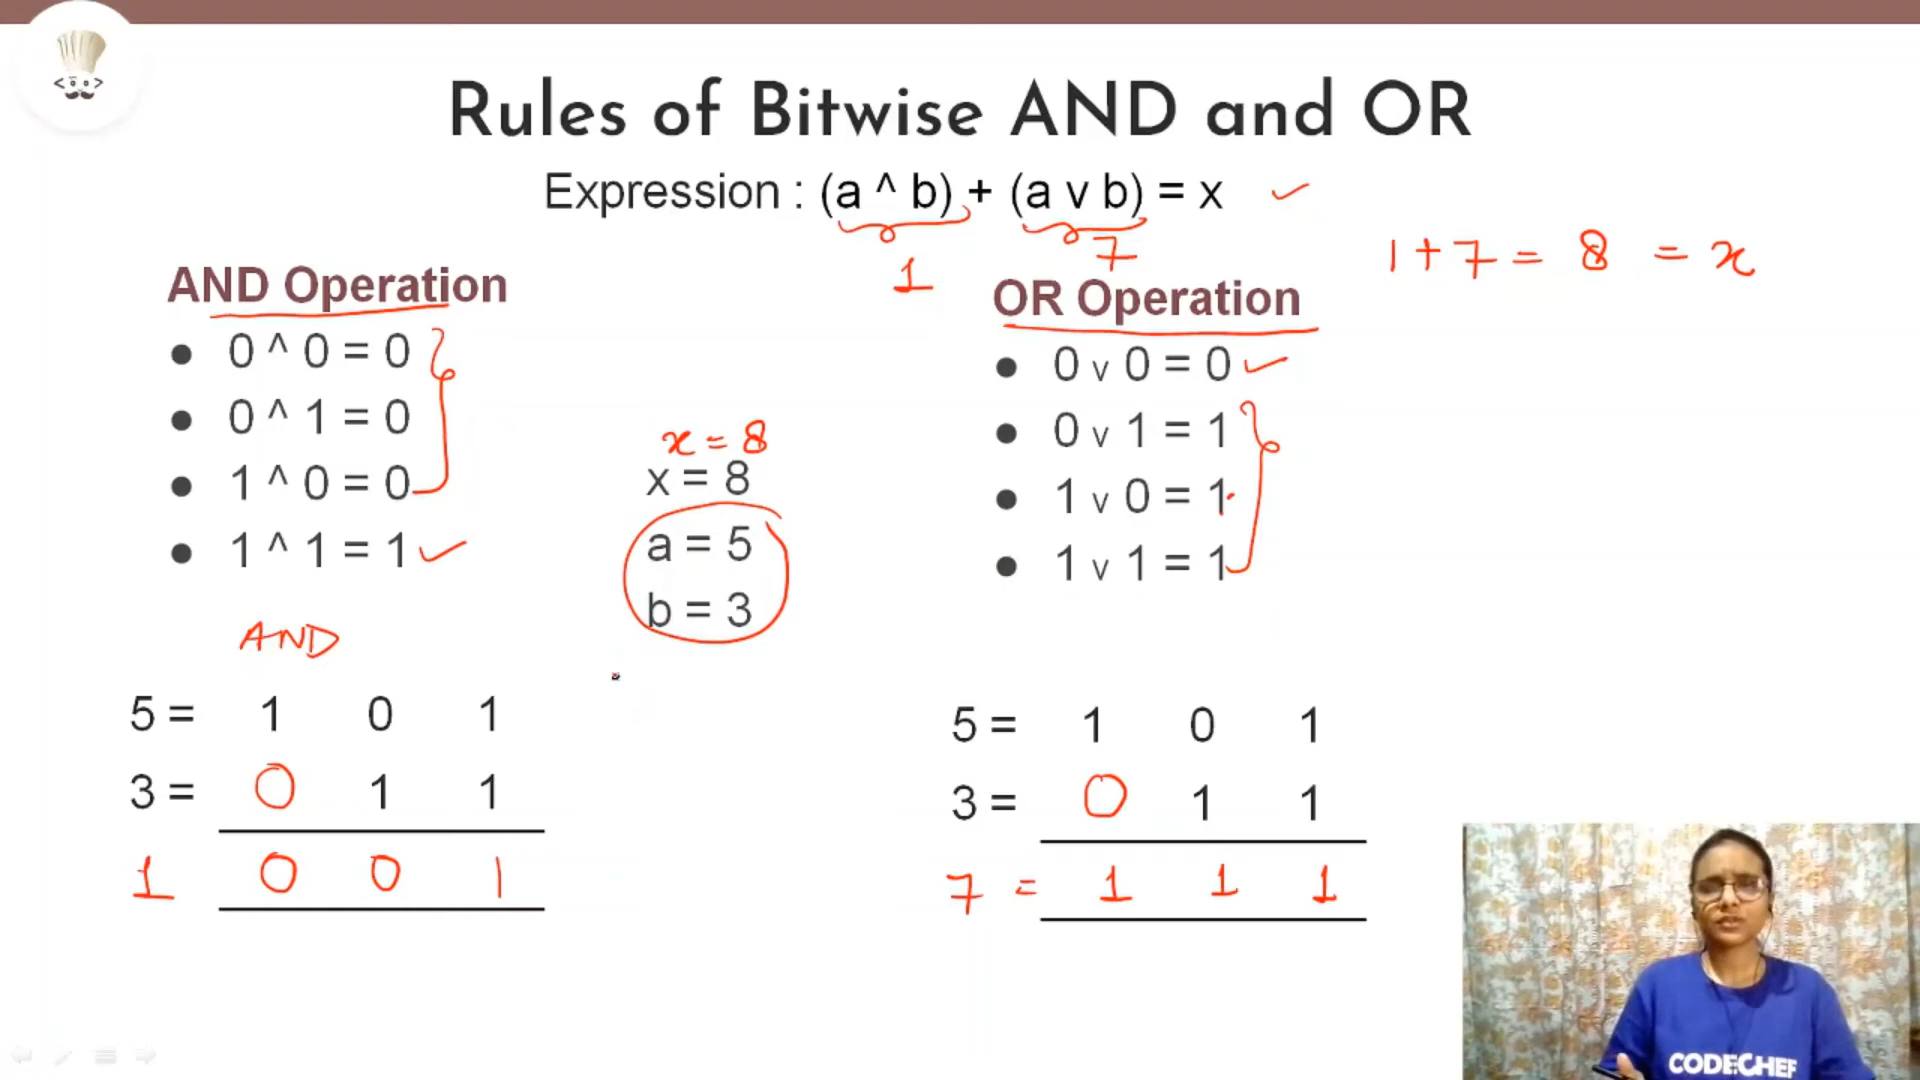 Rules of Bitwise AND and OR
Expression : (a ^ b) + (a v b) = x
1
7
1 + 7 = 8 = x
AND Operation
0 ^ 0 = 0
0 ^ 1 = 0
1 ^ 0 = 0
1 ^ 1 = 1
x = 8
x = 8
a = 5
b = 3
OR Operation
0 v 0 = 0
0 v 1 = 1
1 v 0 = 1
1 v 1 = 1
AND
5 = 1 0 1
3 = 0 1 1
1 0 0 1
5 = 1 0 1
3 = 0 1 1
7 = 1 1 1
CODECHEF